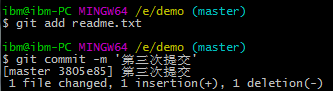 ibm@ibm-PC MINGW64 /e/demo (master)
$ git add readme.txt
ibm@ibm-PC MINGW64 /e/demo (master)
$ git commit -m '第三次提交'
[master 3805e85] 第三次提交
1 file changed, 1 insertion(+), 1 deletion(-)